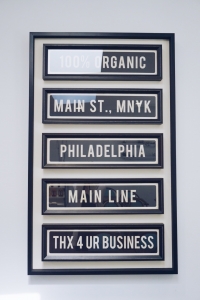 100% ORGANIC
MAIN ST., MNYK
PHILADELPHIA
MAIN LINE
THX 4 UR BUSINESS